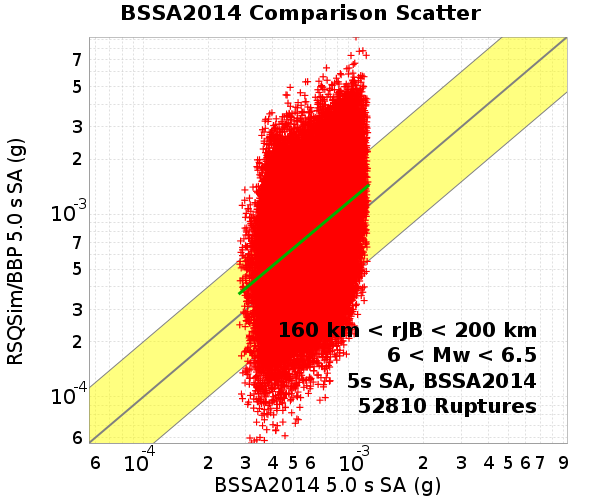 BSSA2014 Comparison Scatter
RSQSim/BBP 5.0 s SA (g)
7
5
3
2
10-3
7
5
3
2
10-4
6
160 km < rJB < 200 km
6 < Mw < 6.5
5s SA, BSSA2014
52810 Ruptures
6 10-4 2 3 4 5 6 10-3 2 3 4 5 6 7 9
BSSA2014 5.0 s SA (g)